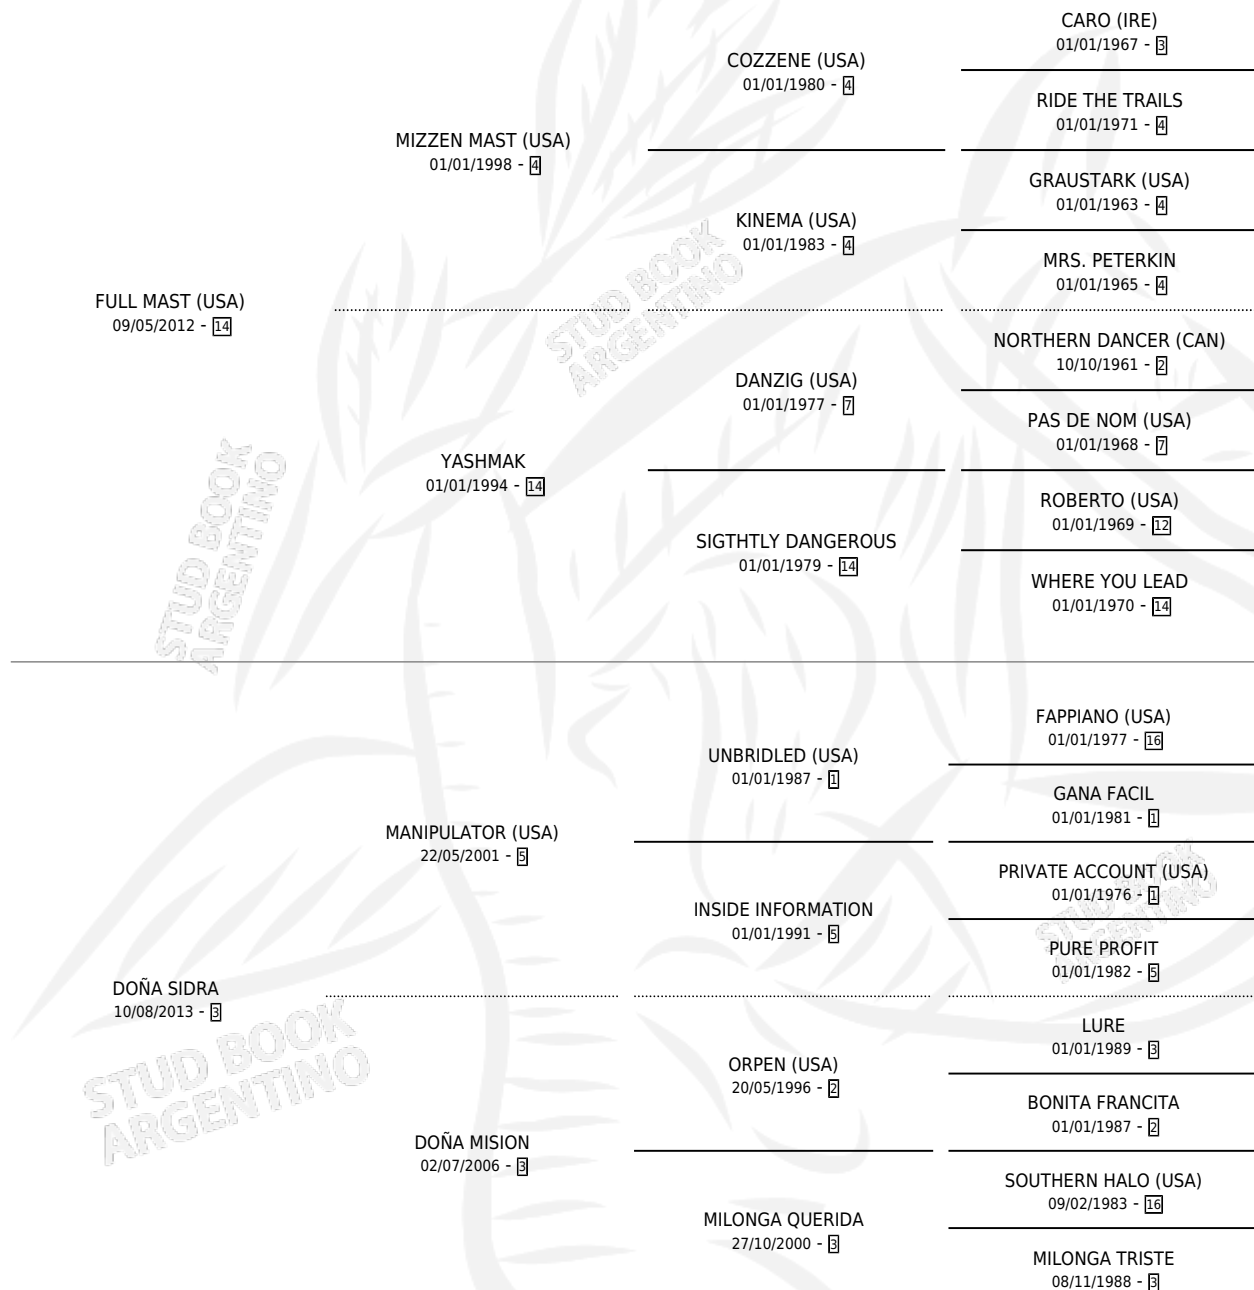 CARO (IRE)
01/01/1967 - 3
COZZENE (USA)
01/01/1980 - 4
RIDE THE TRAILS
01/01/1971 - 4
MIZZEN MAST (USA)
01/01/1998 - 4
GRAUSTARK (USA)
01/01/1963 - 4
KINEMA (USA)
01/01/1983 - 4
MRS. PETERKIN
01/01/1965 - 4
FULL MAST (USA)
09/05/2012 - 14
NORTHERN DANCER (CAN)
10/10/1961 - 2
DANZIG (USA)
01/01/1977 - 7
PAS DE NOM (USA)
01/01/1968 - 7
YASHMAK
01/01/1994 - 14
ROBERTO (USA)
01/01/1969 - 12
SIGTHTLY DANGEROUS
01/01/1979 - 14
WHERE YOU LEAD
01/01/1970 - 14
FAPPIANO (USA)
01/01/1977 - 16
UNBRIDLED (USA)
01/01/1987 - 1
GANA FACIL
01/01/1981 - 1
MANIPULATOR (USA)
22/05/2001 - 5
PRIVATE ACCOUNT (USA)
01/01/1976 - 1
INSIDE INFORMATION
01/01/1991 - 5
PURE PROFIT
01/01/1982 - 5
DOÑA SIDRA
10/08/2013 - 3
LURE
01/01/1989 - 3
ORPEN (USA)
20/05/1996 - 2
BONITA FRANCITA
01/01/1987 - 2
DOÑA MISION
02/07/2006 - 3
SOUTHERN HALO (USA)
09/02/1983 - 16
MILONGA QUERIDA
27/10/2000 - 3
MILONGA TRISTE
08/11/1988 - 3
STUD BOOK
ARGENTINO
STUD BOOK
ARGENTINO
STUD BOOK
ARGENTINO
STUD BOOK
ARGENTINO